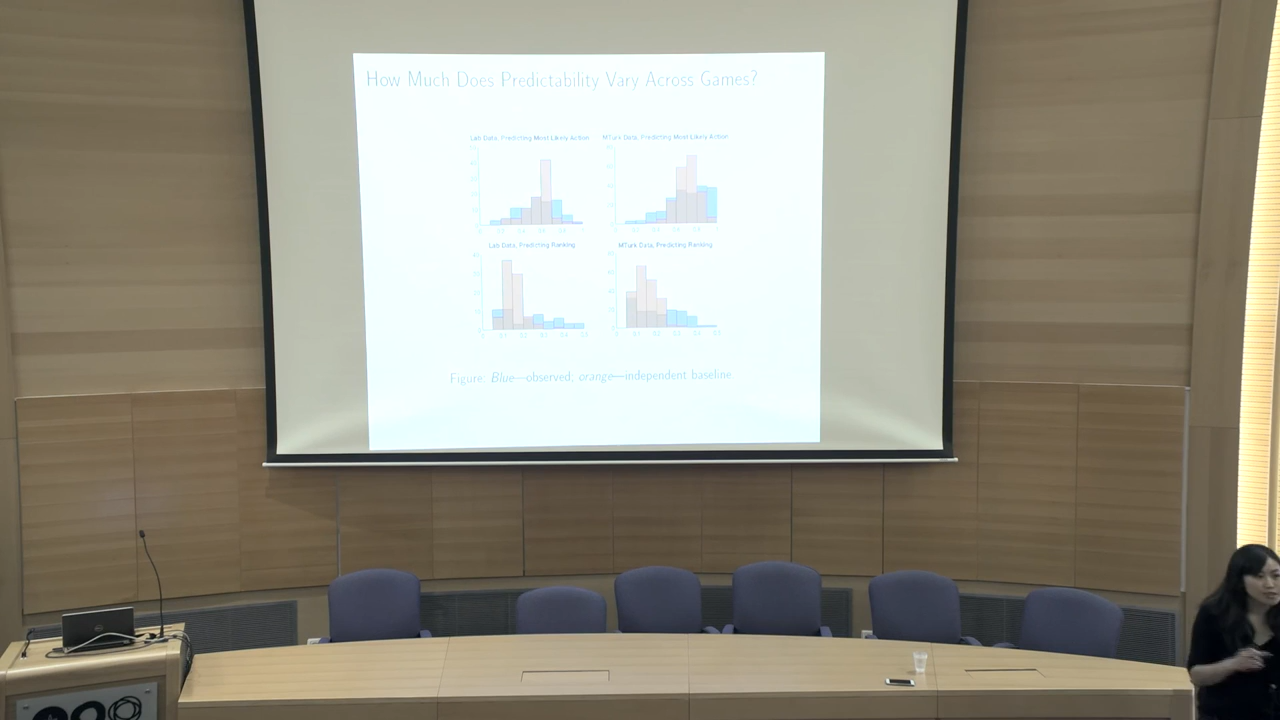 How Much Does Predictability Vary Across Games?
Lab Data, Predicting Most Likely Action
MTurk Data, Predicting Most Likely Action
Lab Data, Predicting Ranking
MTurk Data, Predicting Ranking
Figure: Blue—observed; orange—independent baseline